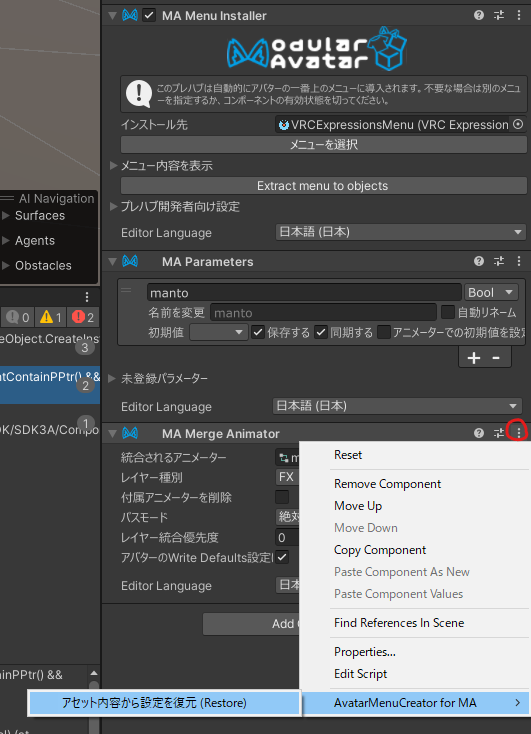 MA Menu Installer
Modular Avatar
このプレハブは自動的にアバターの一番上のメニューに導入されます。不要な場合は別のメニュ
ーを指定するか、コンポーネントの有効状態を切ってください。
インストール先
VRCExpressionsMenu (VRC Expression
メニューを選択
メニュー内容を表示
Extract menu to objects
プレハブ開発者向け設定
Editor Language
日本語 (日本)
AI Navigation
Surfaces
Agents
Obstacles
0 1 2
eObject.CreateInst
3
ntContainPPtr() &&
2
DK/SDK3A/Compo
1
MA Parameters
manto
Bool
名前を変更
manto
自動リネーム
初期値
保存する
同期する
アニメーターでの初期値を設定
+ -
未登録パラメーター
Editor Language
日本語 (日本)
MA Merge Animator
統合されるアニメーター
m
レイヤー種別
FX
付属アニメーターを削除
パスモード
絶対
レイヤー統合優先度
0
アバターのWrite Defaults設定に
Editor Language
日本
Add
Reset
Remove Component
Move Up
Move Down
Copy Component
Paste Component As New
Paste Component Values
Find References In Scene
Properties...
Edit Script
AvatarMenuCreator for MA
アセット内容から設定を復元 (Restore)
ainPPtr() &&